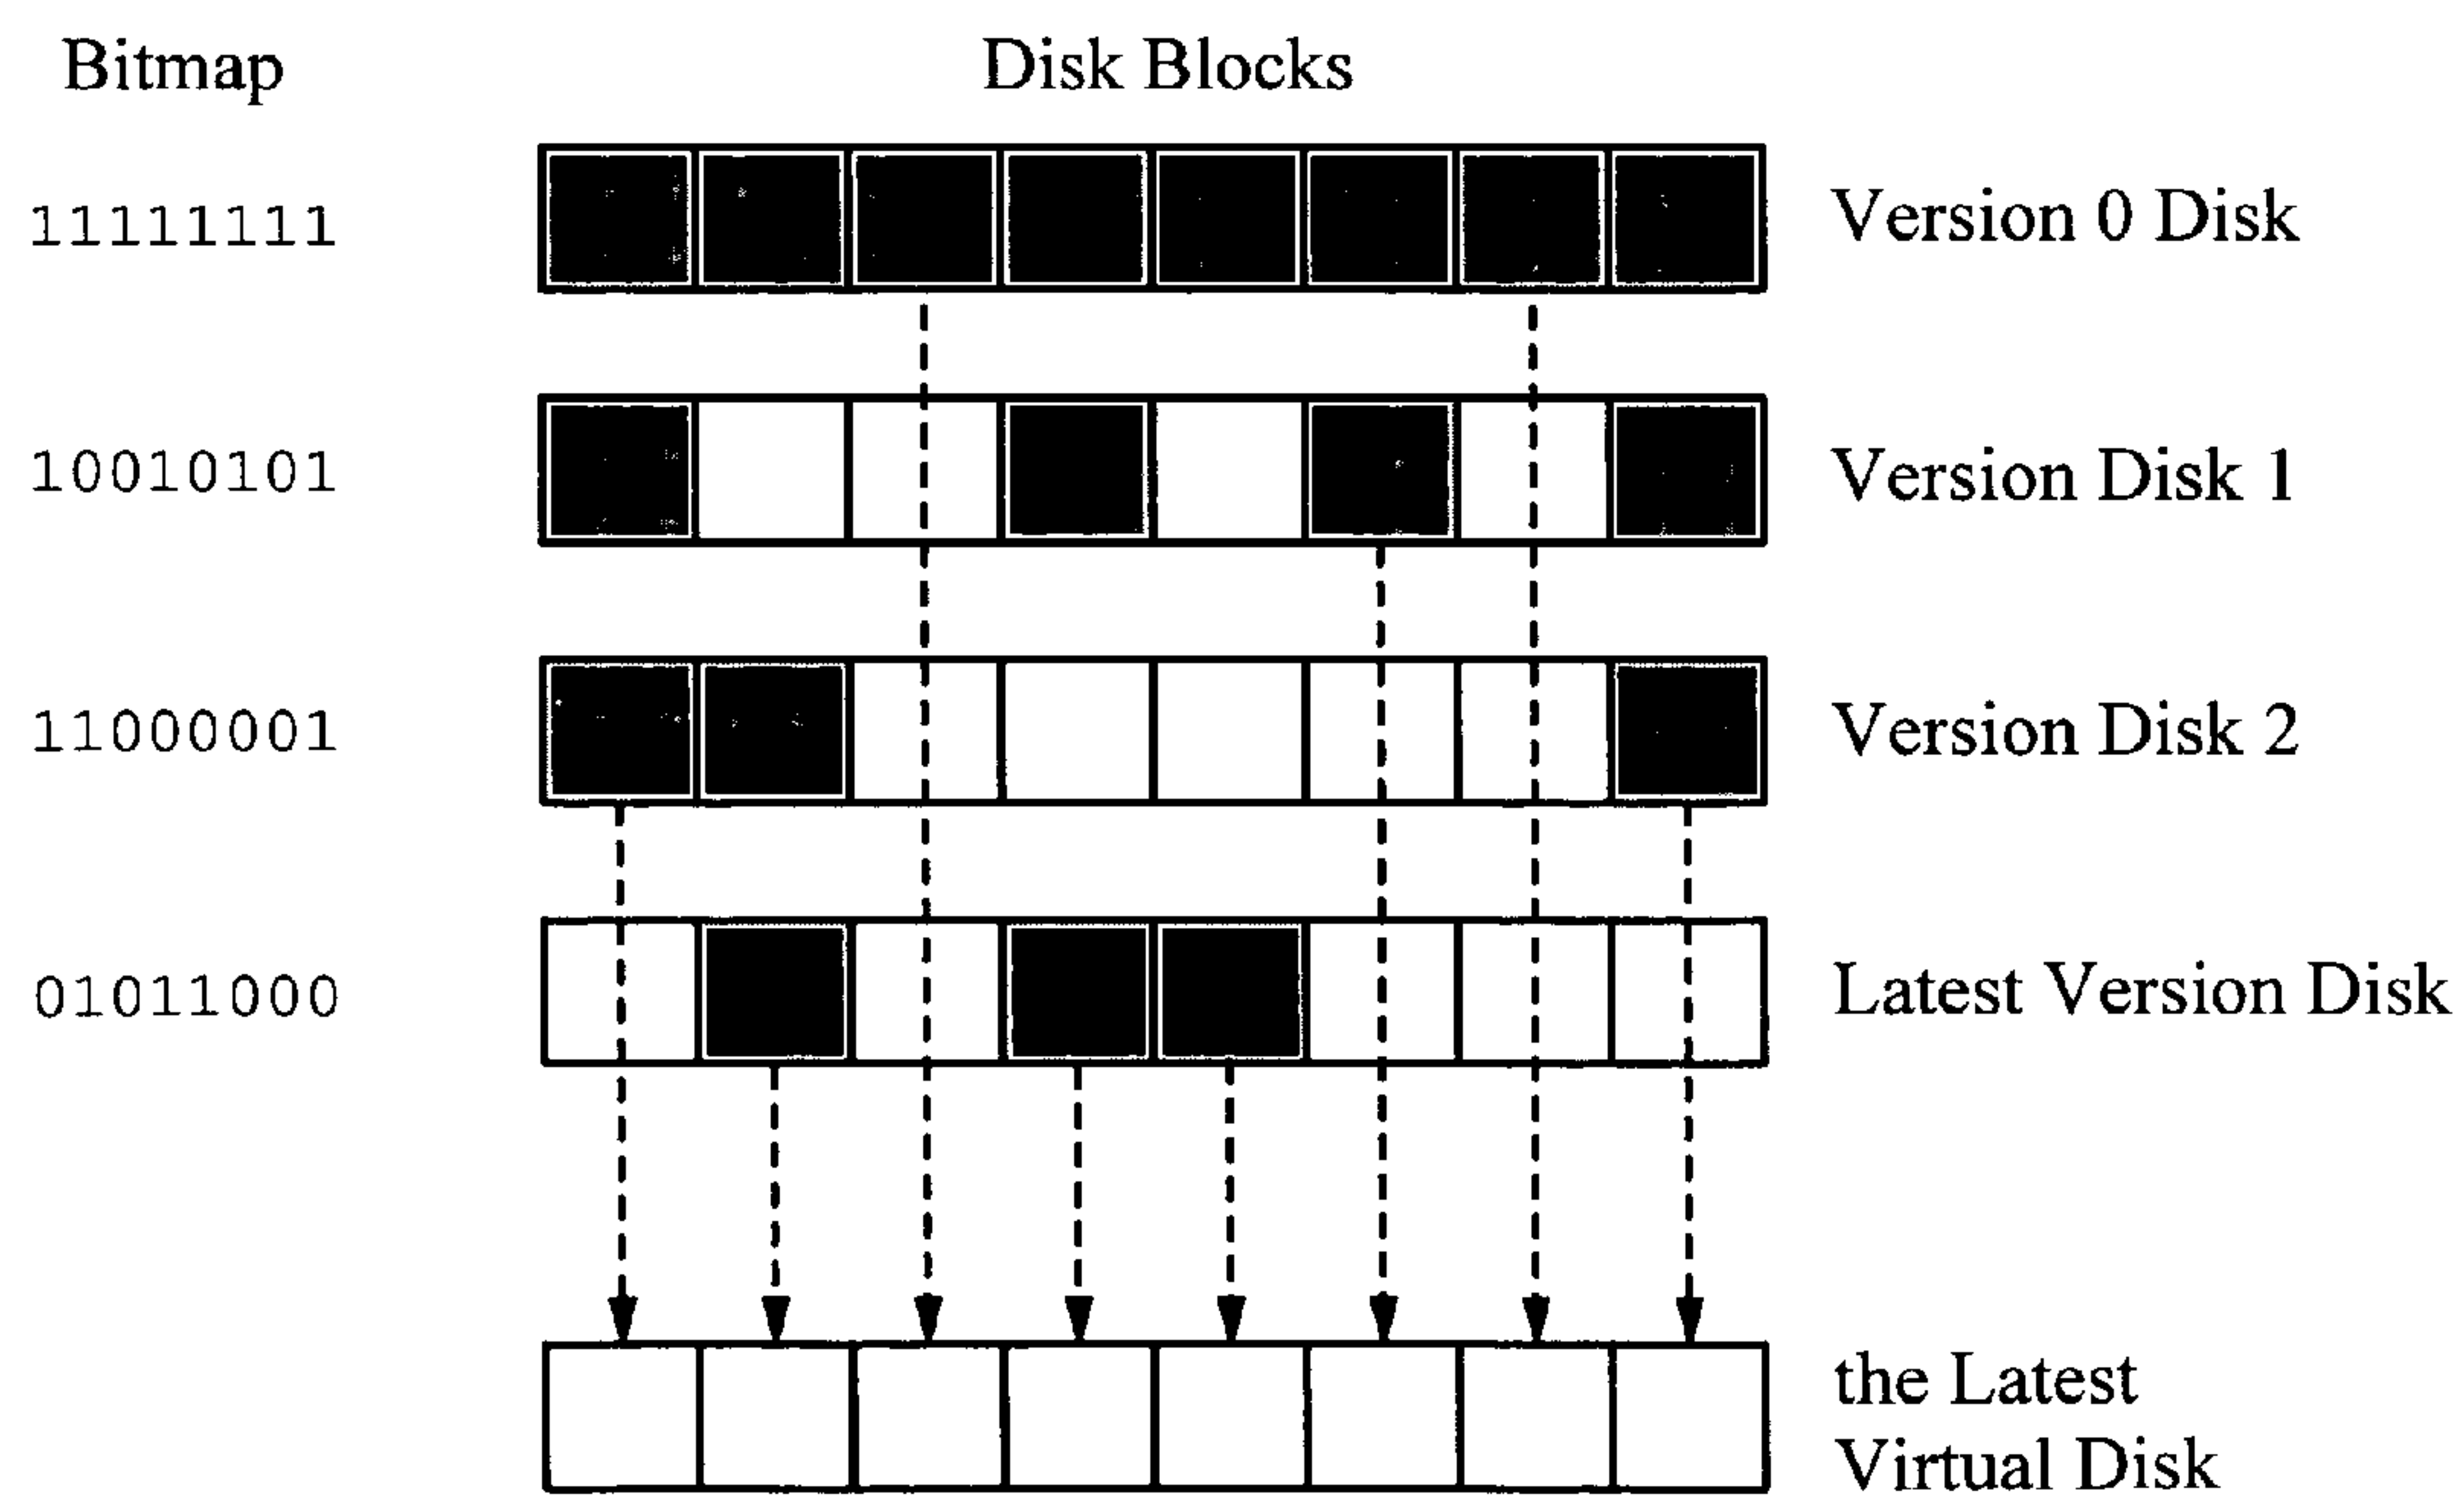 Bitmap Disk Blocks
11111111 Version 0 Disk
10010101 Version Disk 1
11000001 Version Disk 2
01011000 Latest Version Disk
the Latest
Virtual Disk